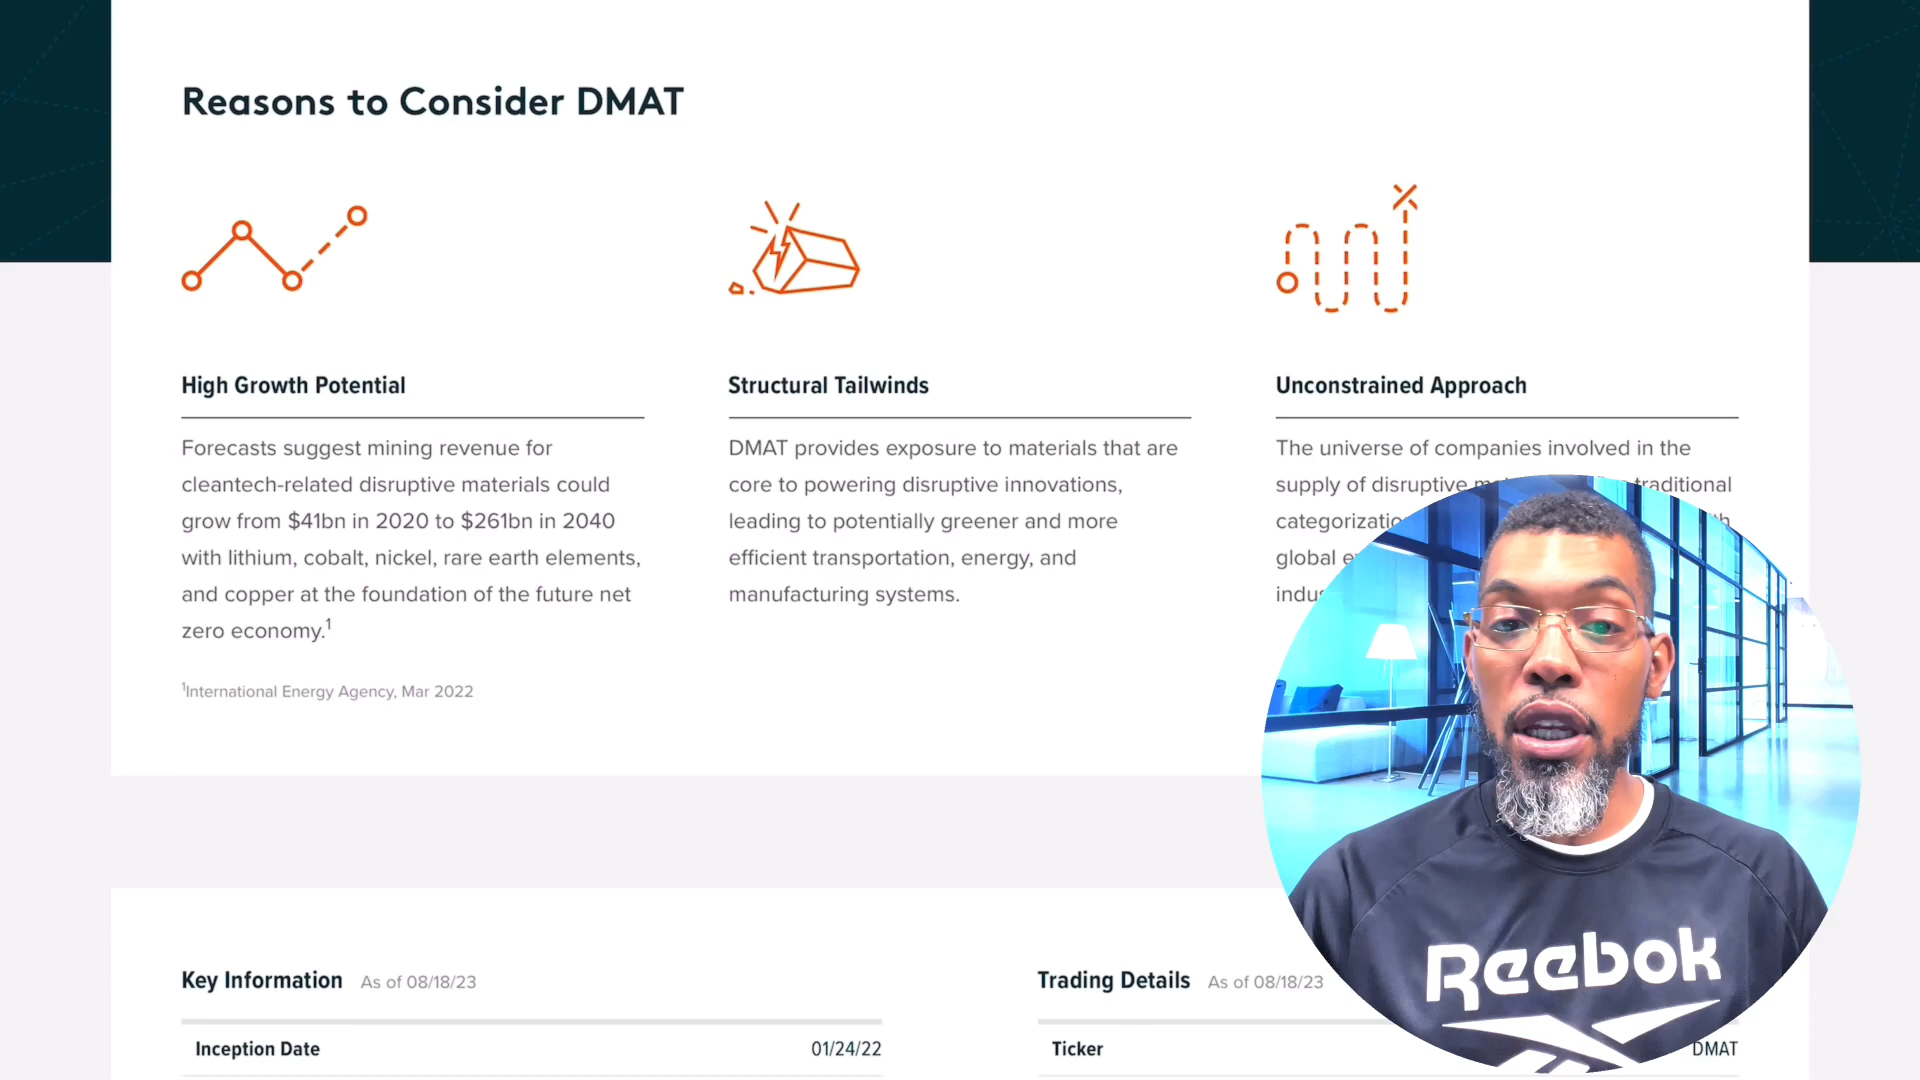 Reasons to Consider DMAT
High Growth Potential
Forecasts suggest mining revenue for
cleantech-related disruptive materials could
grow from $41bn in 2020 to $261bn in 2040
with lithium, cobalt, nickel, rare earth elements,
and copper at the foundation of the future net
zero economy.¹
¹International Energy Agency, Mar 2022
Structural Tailwinds
DMAT provides exposure to materials that are
core to powering disruptive innovations,
leading to potentially greener and more
efficient transportation, energy, and
manufacturing systems.
Unconstrained Approach
The universe of companies involved in the
supply of disruptive traditional
global
Key Information As of 08/18/23
Inception Date 01/24/22
Trading Details As of 08/18/23
Ticker DMAT
Reebok